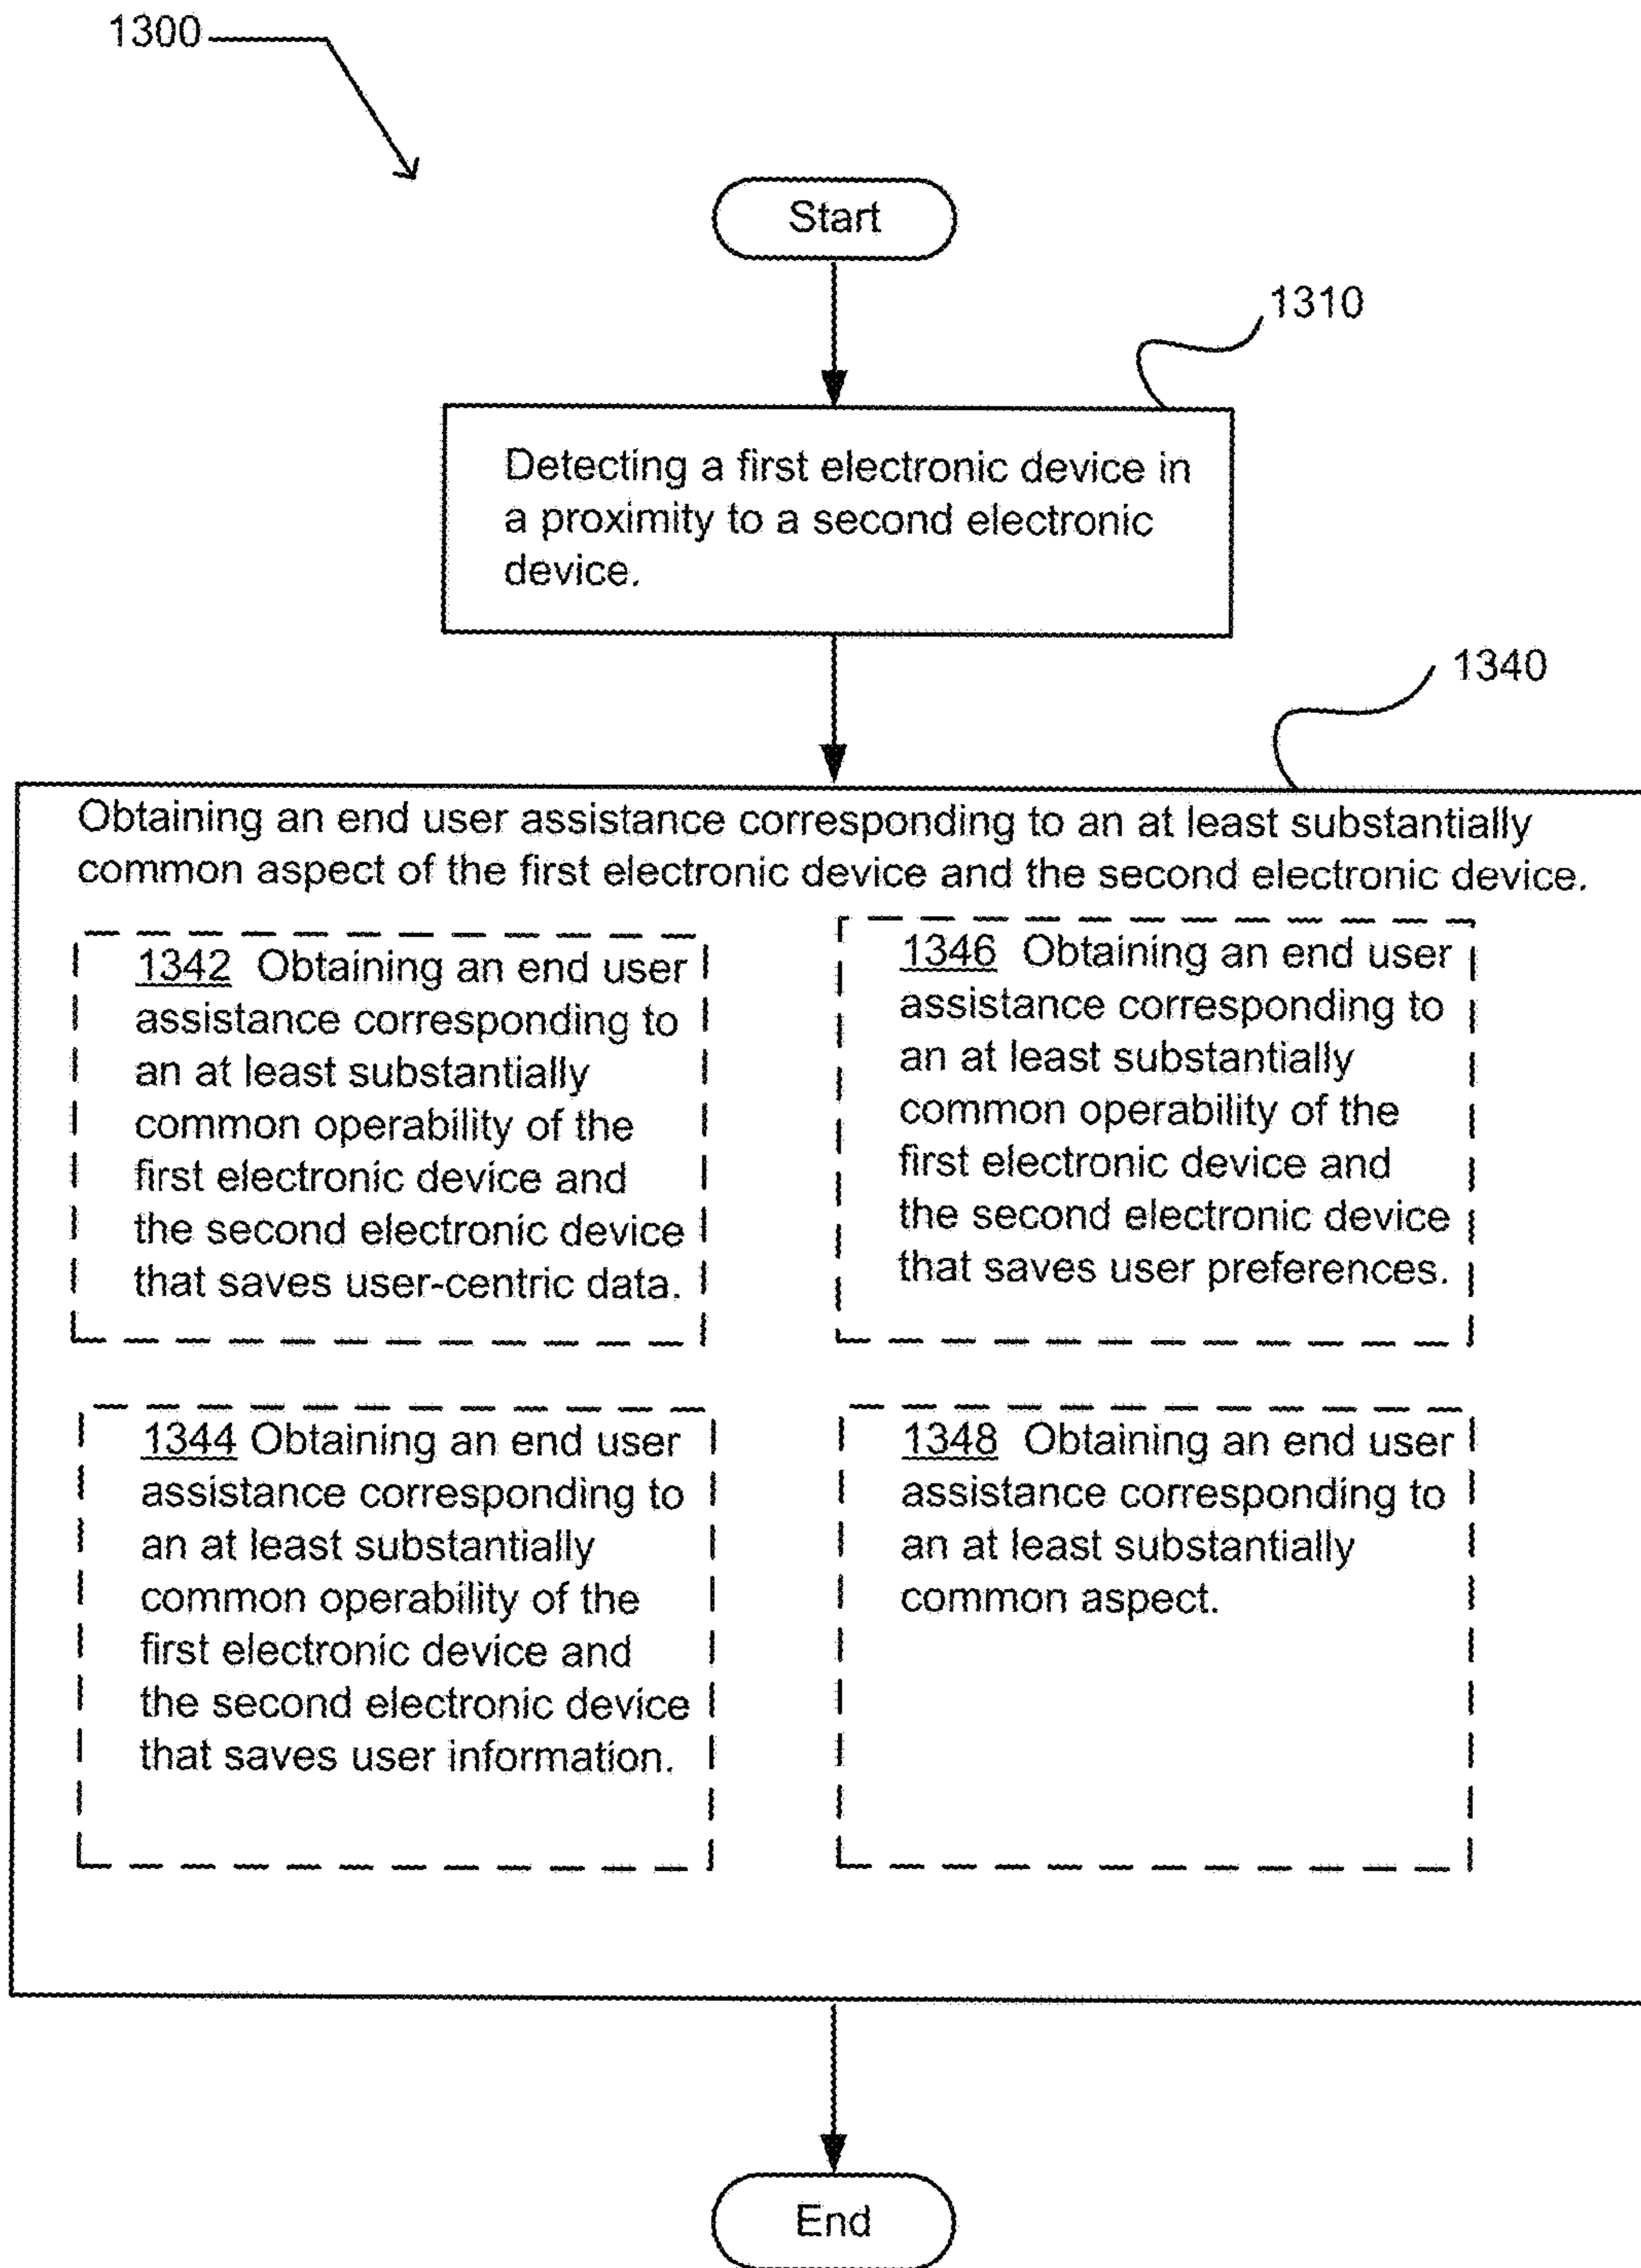 1300
Start
1310
Detecting a first electronic device in
a proximity to a second electronic
device.
1340
Obtaining an end user assistance corresponding to an at least substantially
common aspect of the first electronic device and the second electronic device.
1342 Obtaining an end user
assistance corresponding to
an at least substantially
common operability of the
first electronic device and
the second electronic device
that saves user-centric data.
1346 Obtaining an end user
assistance corresponding to
an at least substantially
common operability of the
first electronic device and
the second electronic device
that saves user preferences.
1344 Obtaining an end user
assistance corresponding to
an at least substantially
common operability of the
first electronic device and
the second electronic device
that saves user information.
1348 Obtaining an end user
assistance corresponding to
an at least substantially
common aspect.
End